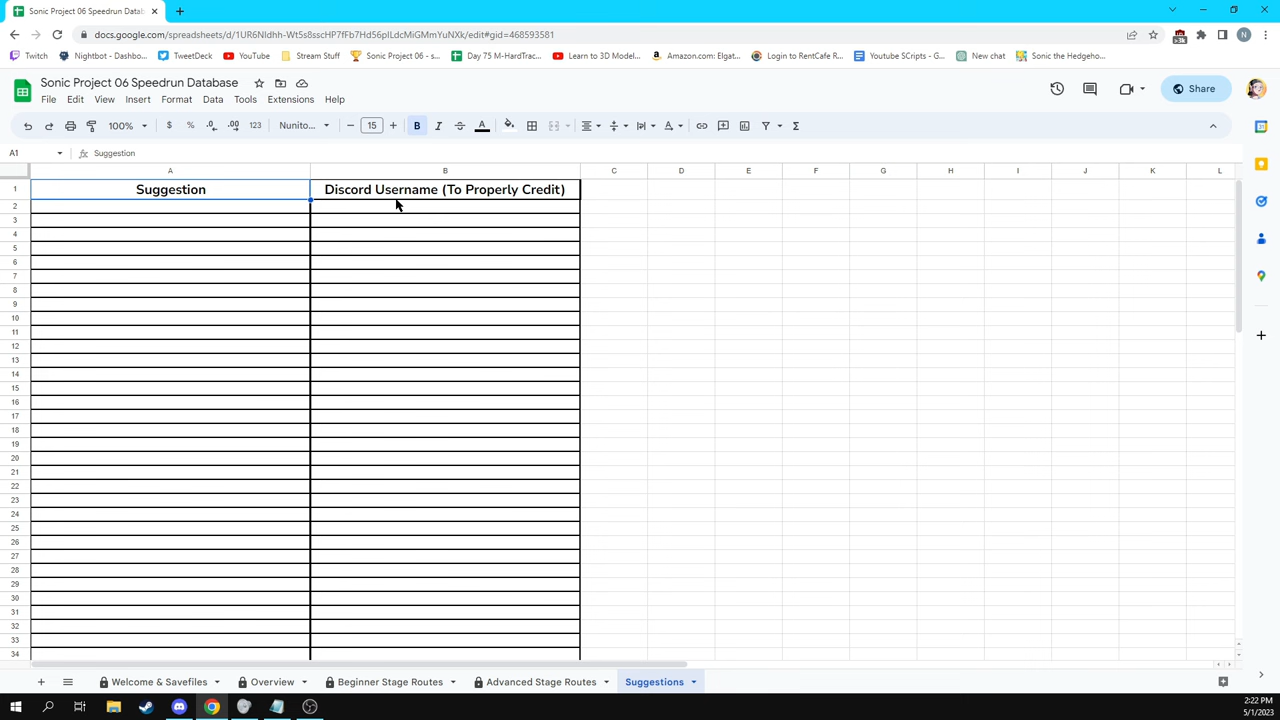 Sonic Project 06 Speedrun Datab
docs.google.com/spreadsheets/d/1UR6NIdhh-Wt5s8sscHP7fFb7Hd56pILdcMiGMmYuNXk/edit#gid=468593581
Twitch Nightbot - Dashbo... YouTube TweetDeck Stream Stuff Sonic Project 06 - s... Day 75 M-HardTrac... Learn to 3D Model... Amazon.com: Elgat... Login to RentCafe R... Youtube SCripts - G... New chat Sonic the Hedgeho...
>3k
N
Sonic Project 06 Speedrun Database
File Edit View Insert Format Data Tools Extensions Help
Share
100% $ % .0 .00 123 Nunito... 15 B I S A Σ
A1 fx Suggestion
A B C D E F G H I J K L
1 Suggestion Discord Username (To Properly Credit)
2
3
4
5
6
7
8
9
10
11
12
13
14
15
16
17
18
19
20
21
22
23
24
25
26
27
28
29
30
31
32
33
34
Welcome & Savefiles Overview Beginner Stage Routes Advanced Stage Routes Suggestions
2:22 PM
5/1/2023